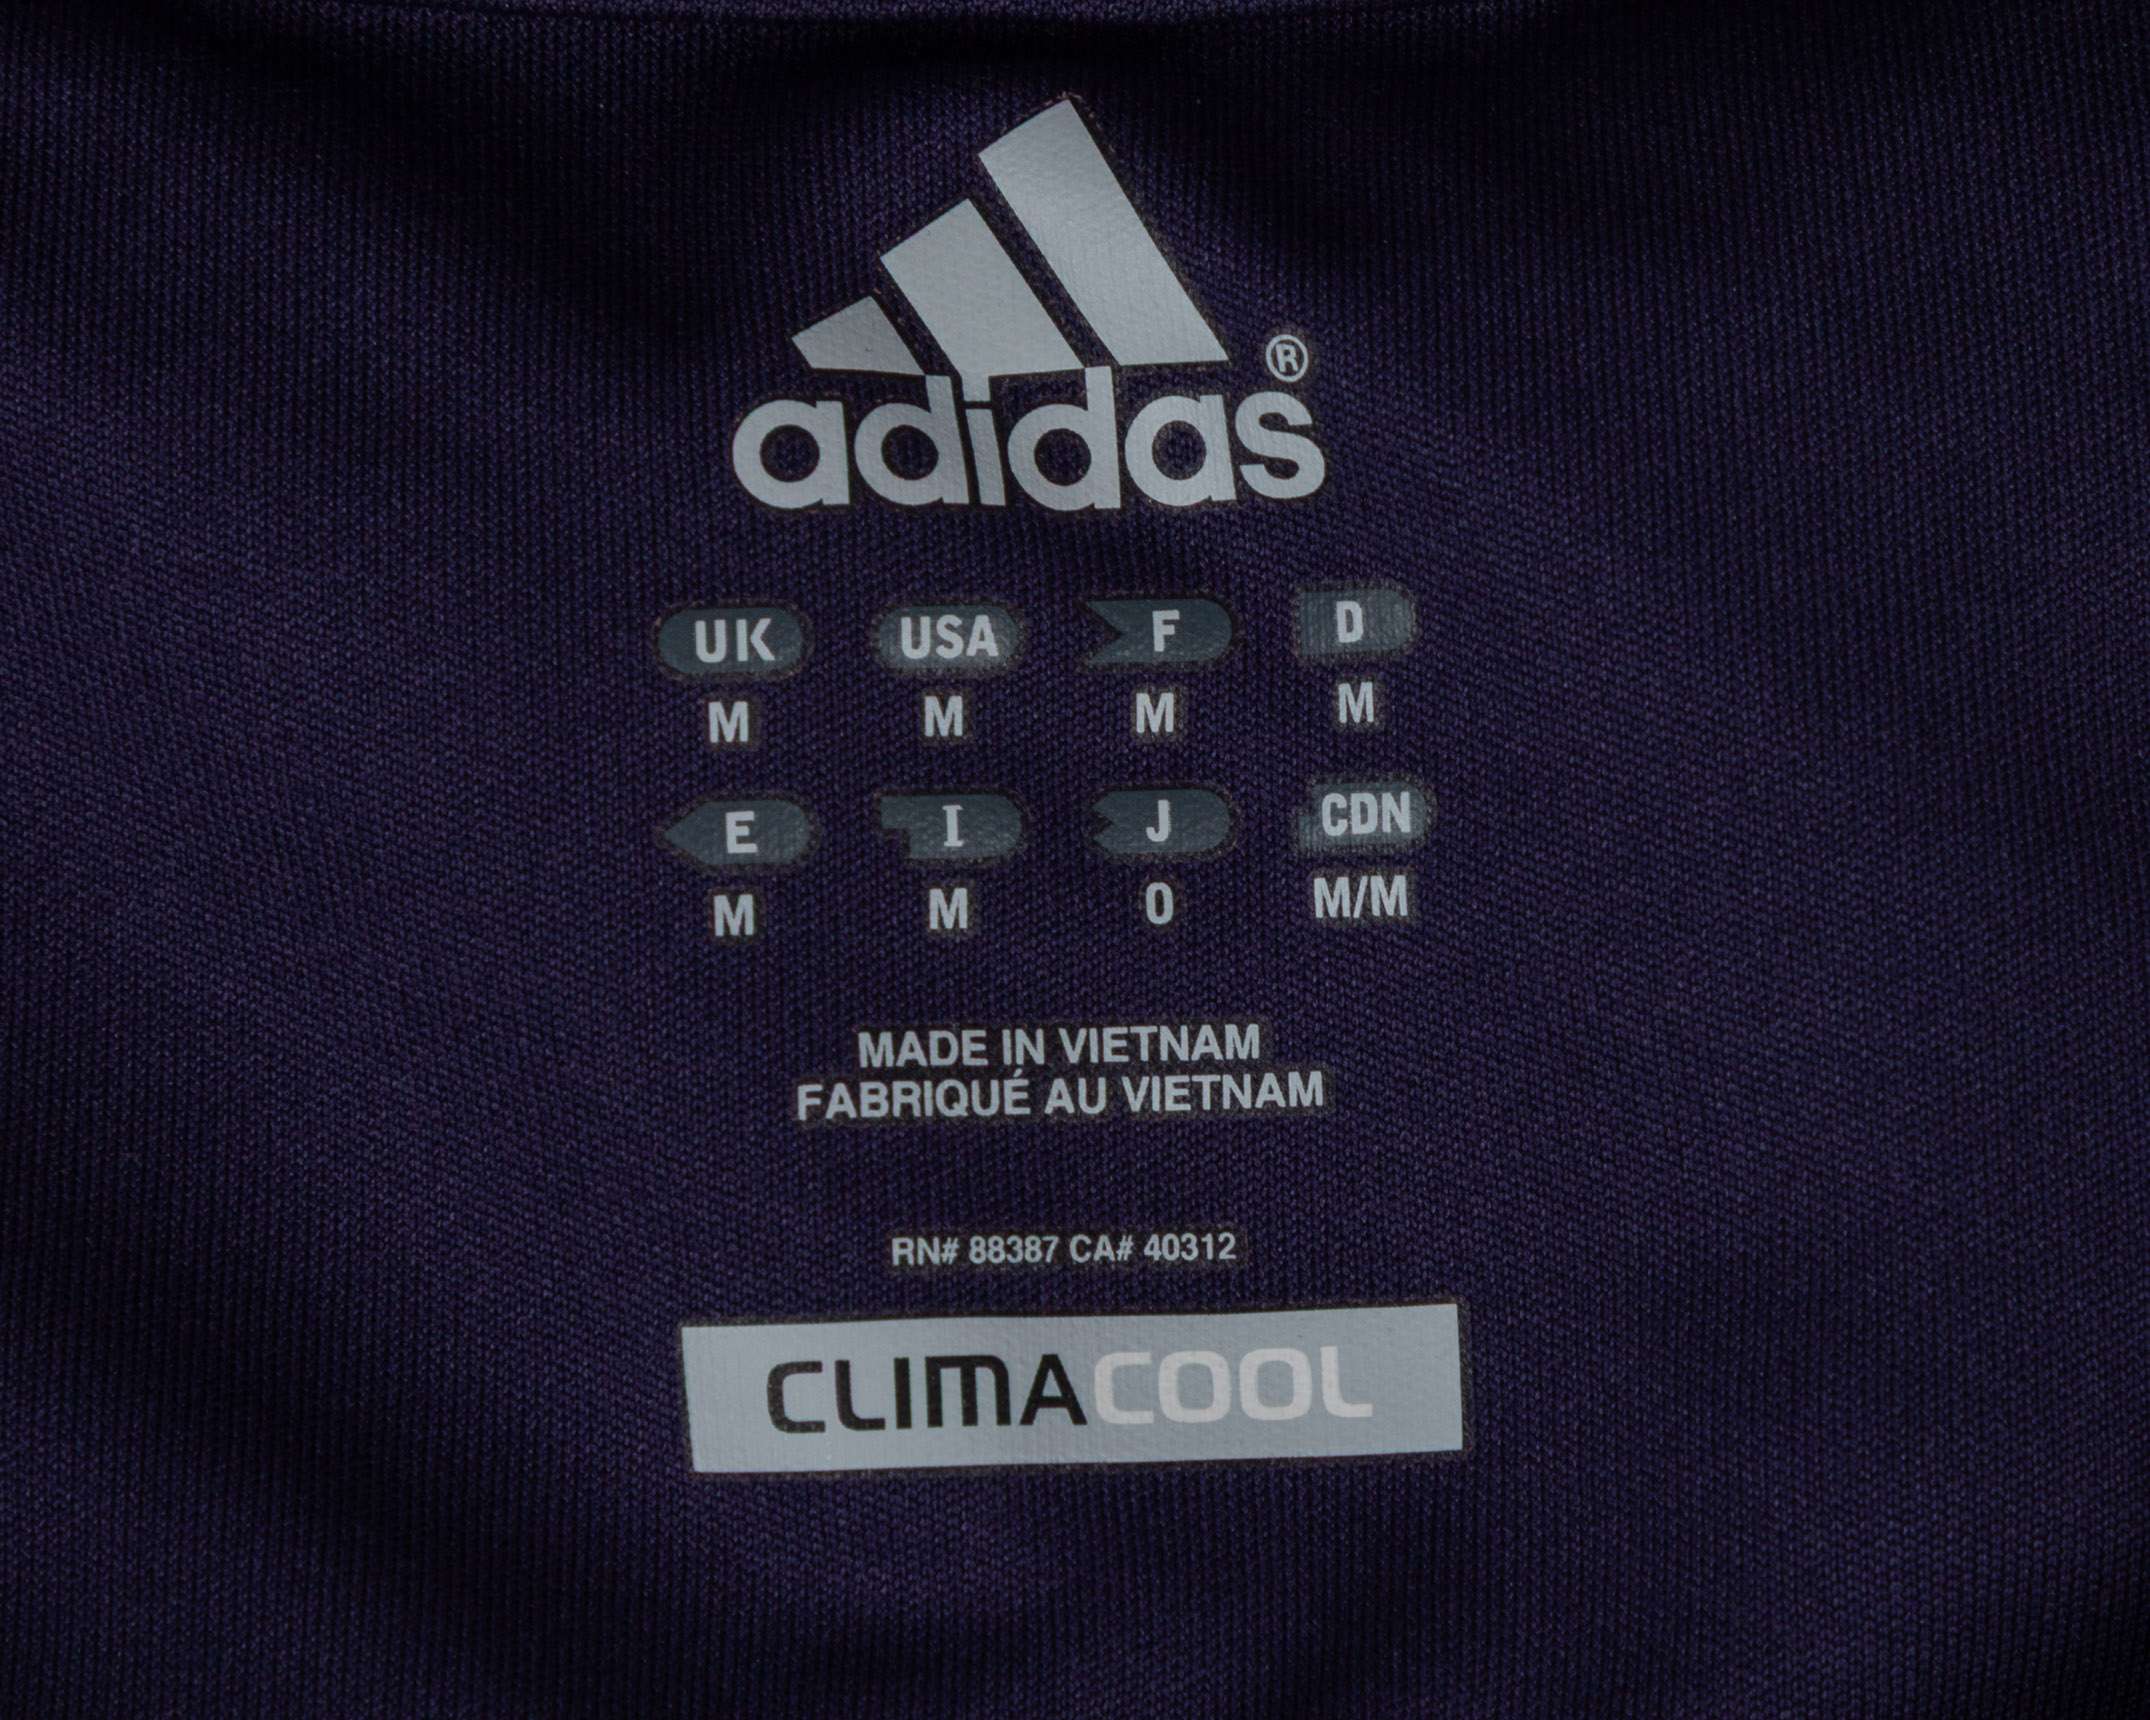 adidas®
UK USA F D
M M M M
E I J CDN
M M O M/M
MADE IN VIETNAM
FABRIQUÉ AU VIETNAM
RN# 88387 CA# 40312
CLIMACOOL